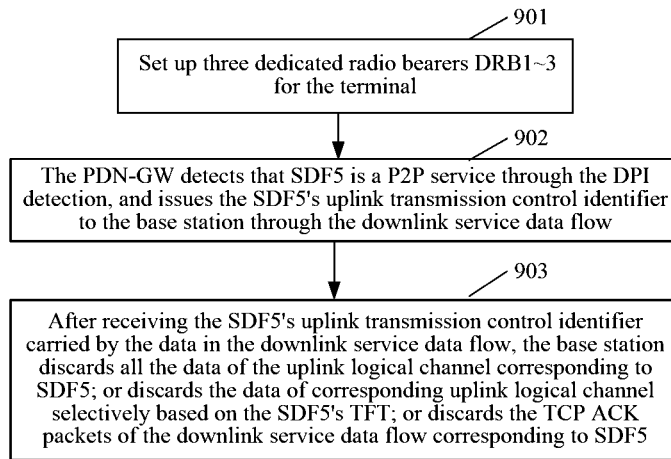 901
Set up three dedicated radio bearers DRB1~3
for the terminal
902
The PDN-GW detects that SDF5 is a P2P service through the DPI
detection, and issues the SDF5's uplink transmission control identifier
to the base station through the downlink service data flow
903
After receiving the SDF5's uplink transmission control identifier
carried by the data in the downlink service data flow, the base station
discards all the data of the uplink logical channel corresponding to
SDF5; or discards the data of corresponding uplink logical channel
selectively based on the SDF5's TFT; or discards the TCP ACK
packets of the downlink service data flow corresponding to SDF5